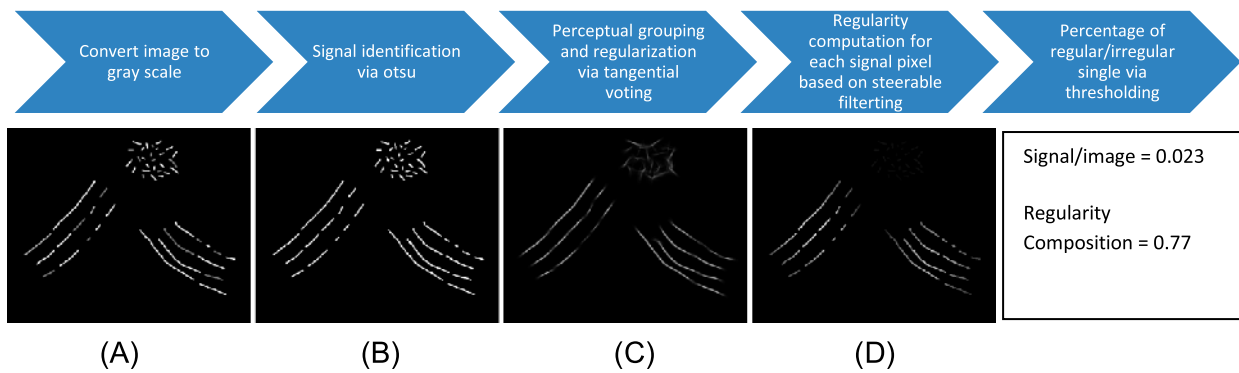 Convert image to
gray scale
Signal identification
via otsu
Perceptual grouping
and regularization
via tangential
voting
Regularity
computation for
each signal pixel
based on steerable
filterting
Percentage of
regular/irregular
single via
thresholding
Signal/image = 0.023
Regularity
Composition = 0.77
(A)
(B)
(C)
(D)